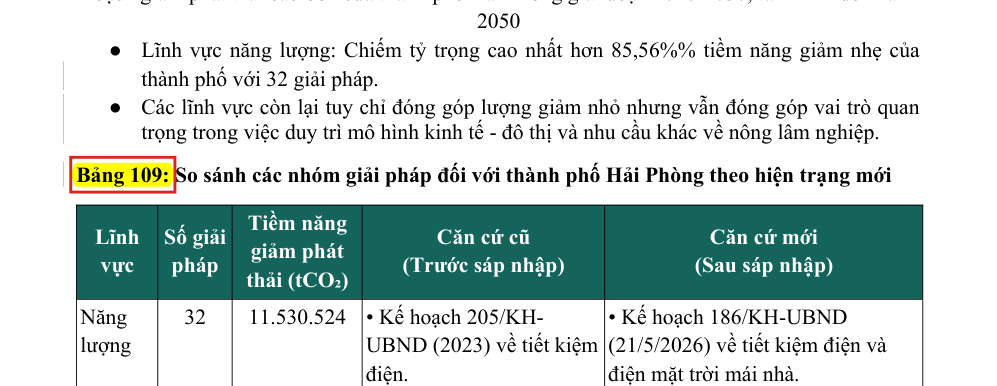 2050
● Lĩnh vực năng lượng: Chiếm tỷ trọng cao nhất hơn 85,56%% tiềm năng giảm nhẹ của
thành phố với 32 giải pháp.
● Các lĩnh vực còn lại tuy chỉ đóng góp lượng giảm nhỏ nhưng vẫn đóng góp vai trò quan
trọng trong việc duy trì mô hình kinh tế - đô thị và nhu cầu khác về nông lâm nghiệp.
Bảng 109: So sánh các nhóm giải pháp đối với thành phố Hải Phòng theo hiện trạng mới
Lĩnh
vực
Số giải
pháp
Tiềm năng
giảm phát
thải (tCO₂)
Căn cứ cũ
(Trước sáp nhập)
Căn cứ mới
(Sau sáp nhập)
Năng
lượng
32
11.530.524
• Kế hoạch 205/KH-
UBND (2023) về tiết kiệm
điện.
• Kế hoạch 186/KH-UBND
(21/5/2026) về tiết kiệm điện và
điện mặt trời mái nhà.